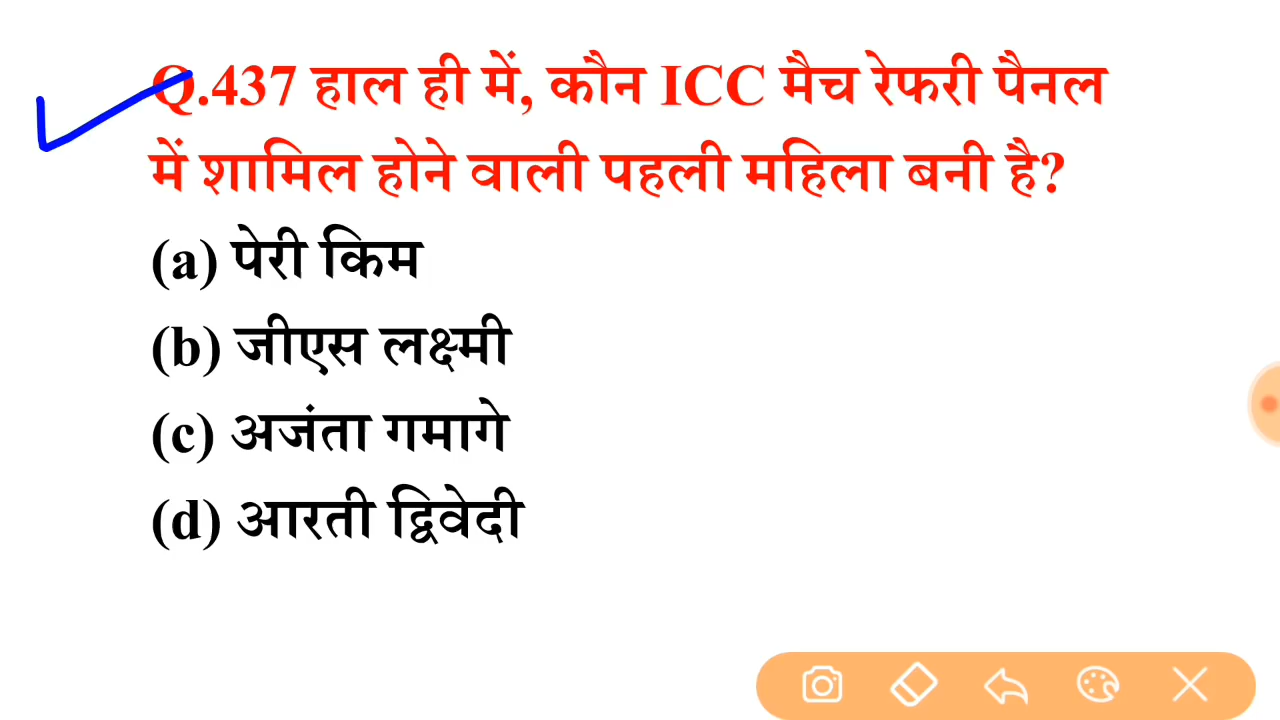 Q.437 हाल ही में, कौन ICC मैच रेफरी पैनल
में शामिल होने वाली पहली महिला बनी है?
(a) पेरी किम
(b) जीएस लक्ष्मी
(c) अजंता गमागे
(d) आरती द्विवेदी